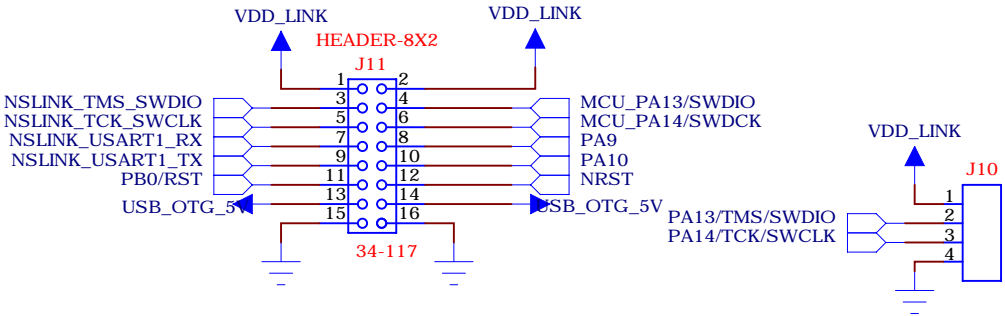 VDD_LINK
VDD_LINK
HEADER-8X2
J11
1 2
NSLINK_TMS_SWDIO 3 4 MCU_PA13/SWDIO
NSLINK_TCK_SWCLK 5 6 MCU_PA14/SWDCK
NSLINK_USART1_RX 7 8 PA9
NSLINK_USART1_TX 9 10 PA10
PB0/RST 11 12 NRST
USB_OTG_5V 13 14 USB_OTG_5V
15 16
34-117
VDD_LINK
J10
1
PA13/TMS/SWDIO 2
PA14/TCK/SWCLK 3
4